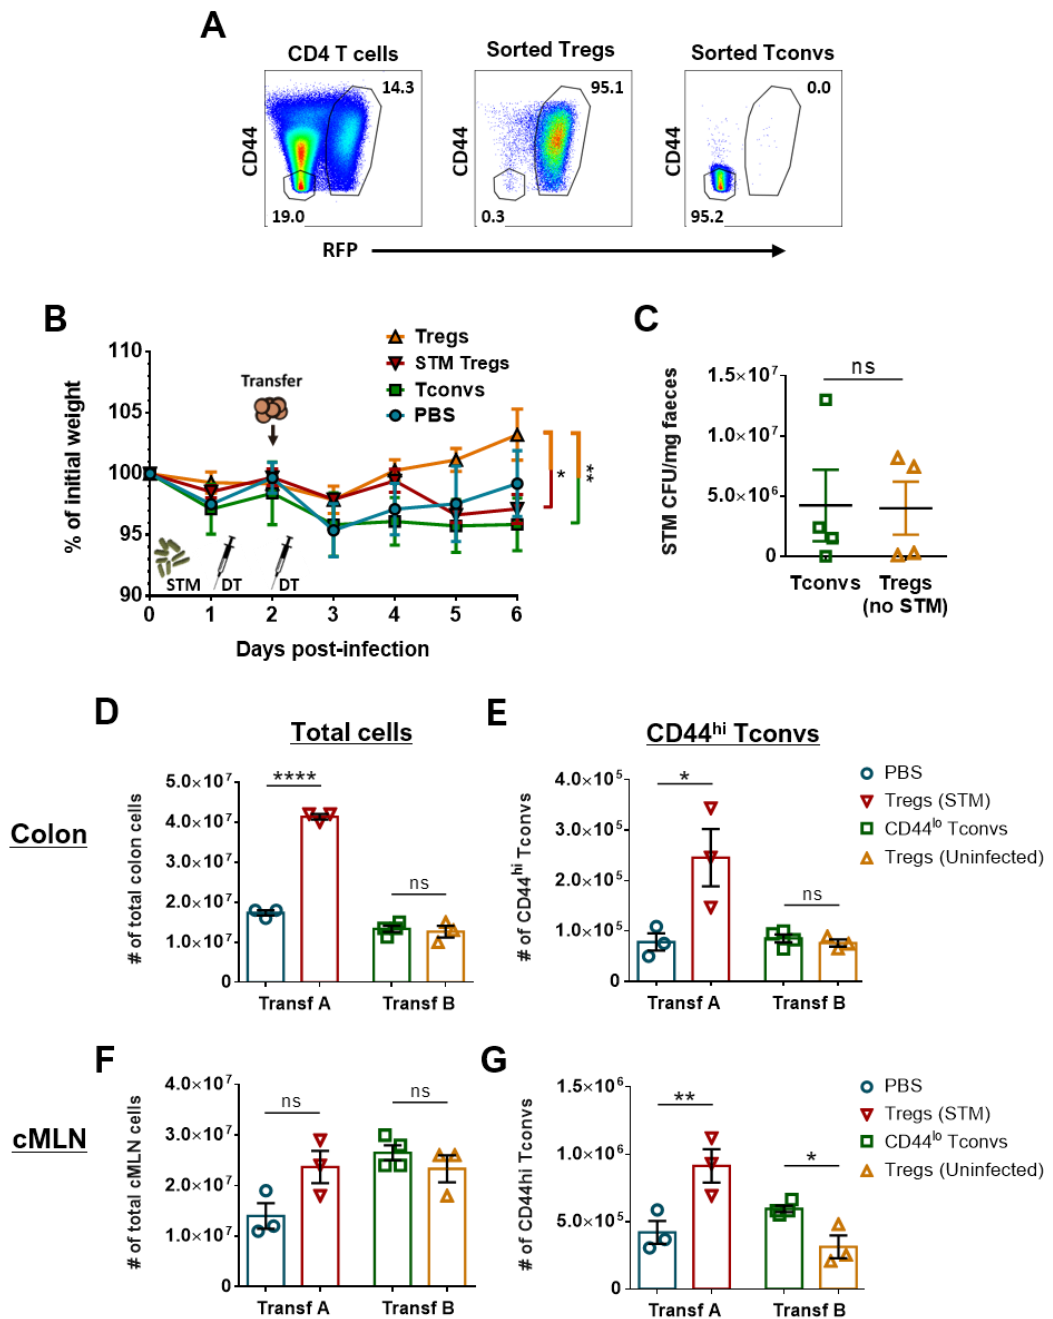 A
CD4 T cells
Sorted Tregs
Sorted Tconvs
14.3
95.1
0.0
CD44
CD44
CD44
19.0
0.3
95.2
RFP
B
Tregs
STM Tregs
Tconvs
PBS
Transfer
% of initial weight
110
105
100
95
90
STM
DT
DT
*
**
0 1 2 3 4 5 6
Days post-infection
C
ns
STM CFU/mg faeces
1.5×10⁷
1.0×10⁷
5.0×10⁶
0
Tconvs
Tregs
(no STM)
D
Total cells
Colon
# of total colon cells
5.0×10⁷
4.0×10⁷
3.0×10⁷
2.0×10⁷
1.0×10⁷
0
****
ns
Transf A
Transf B
E
CD44ʰⁱ Tconvs
# of CD44ʰⁱ Tconvs
4.0×10⁵
3.0×10⁵
2.0×10⁵
1.0×10⁵
0
*
ns
Transf A
Transf B
PBS
Tregs (STM)
CD44ˡᵒ Tconvs
Tregs (Uninfected)
F
cMLN
# of total cMLN cells
4.0×10⁷
3.0×10⁷
2.0×10⁷
1.0×10⁷
0
ns
ns
Transf A
Transf B
G
# of CD44hi Tconvs
1.5×10⁶
1.0×10⁶
5.0×10⁵
0
**
*
Transf A
Transf B
PBS
Tregs (STM)
CD44ˡᵒ Tconvs
Tregs (Uninfected)